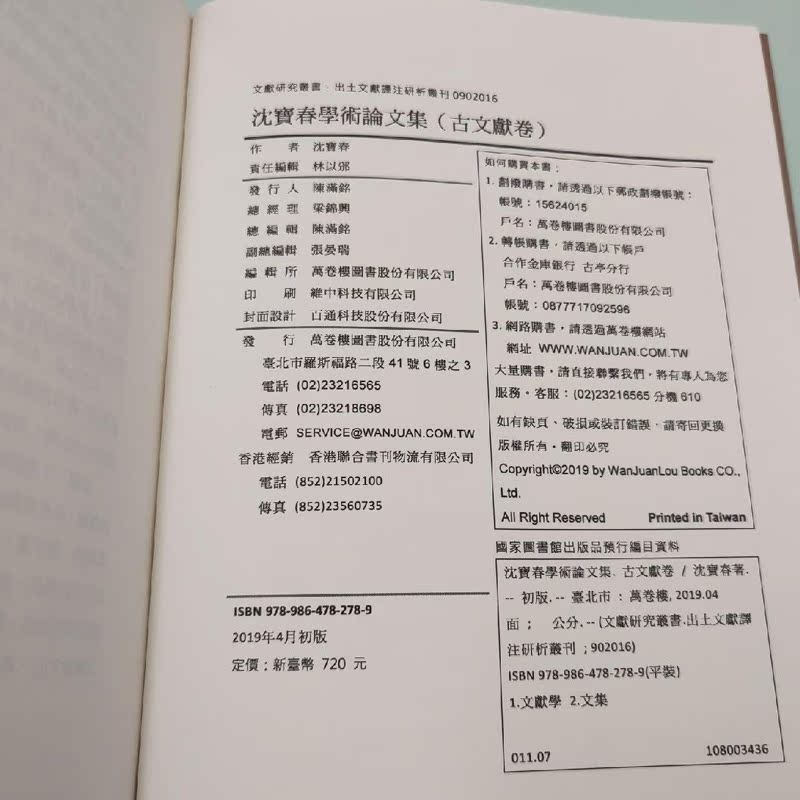 文獻研究叢書．出土文獻譯注研析叢刊 0902016
沈寶春學術論文集（古文獻卷）
作者 沈寶春
責任編輯 林以邠
發行人 陳滿銘
總經理 梁錦興
總編輯 陳滿銘
副總編輯 張晏瑞
編輯所 萬卷樓圖書股份有限公司
印刷 維中科技有限公司
封面設計 百通科技股份有限公司
發行 萬卷樓圖書股份有限公司
臺北市羅斯福路二段 41 號 6 樓之 3
電話 (02)23216565
傳真 (02)23218698
電郵 SERVICE@WANJUAN.COM.TW
香港經銷 香港聯合書刊物流有限公司
電話 (852)21502100
傳真 (852)23560735
ISBN 978-986-478-278-9
2019年4月初版
定價：新臺幣 720 元
如何購買本書：
1. 劃撥購書，請透過以下郵政劃撥帳號：
帳號：15624015
戶名：萬卷樓圖書股份有限公司
2. 轉帳購書，請透過以下帳戶
合作金庫銀行 古亭分行
戶名：萬卷樓圖書股份有限公司
帳號：0877717092596
3. 網路購書，請透過萬卷樓網站
網址 WWW.WANJUAN.COM.TW
大量購書，請直接聯繫我們，將有專人為您
服務。客服：(02)23216565 分機 610
如有缺頁、破損或裝訂錯誤，請寄回更換
版權所有．翻印必究
Copyright©2019 by WanJuanLou Books CO.,
Ltd.
All Right Reserved Printed in Taiwan
國家圖書館出版品預行編目資料
沈寶春學術論文集. 古文獻卷 / 沈寶春著.
-- 初版. -- 臺北市 : 萬卷樓, 2019.04
面 ; 公分. -- (文獻研究叢書.出土文獻譯
注研析叢刊 ; 902016)
ISBN 978-986-478-278-9(平裝)
1.文獻學 2.文集
011.07 108003436